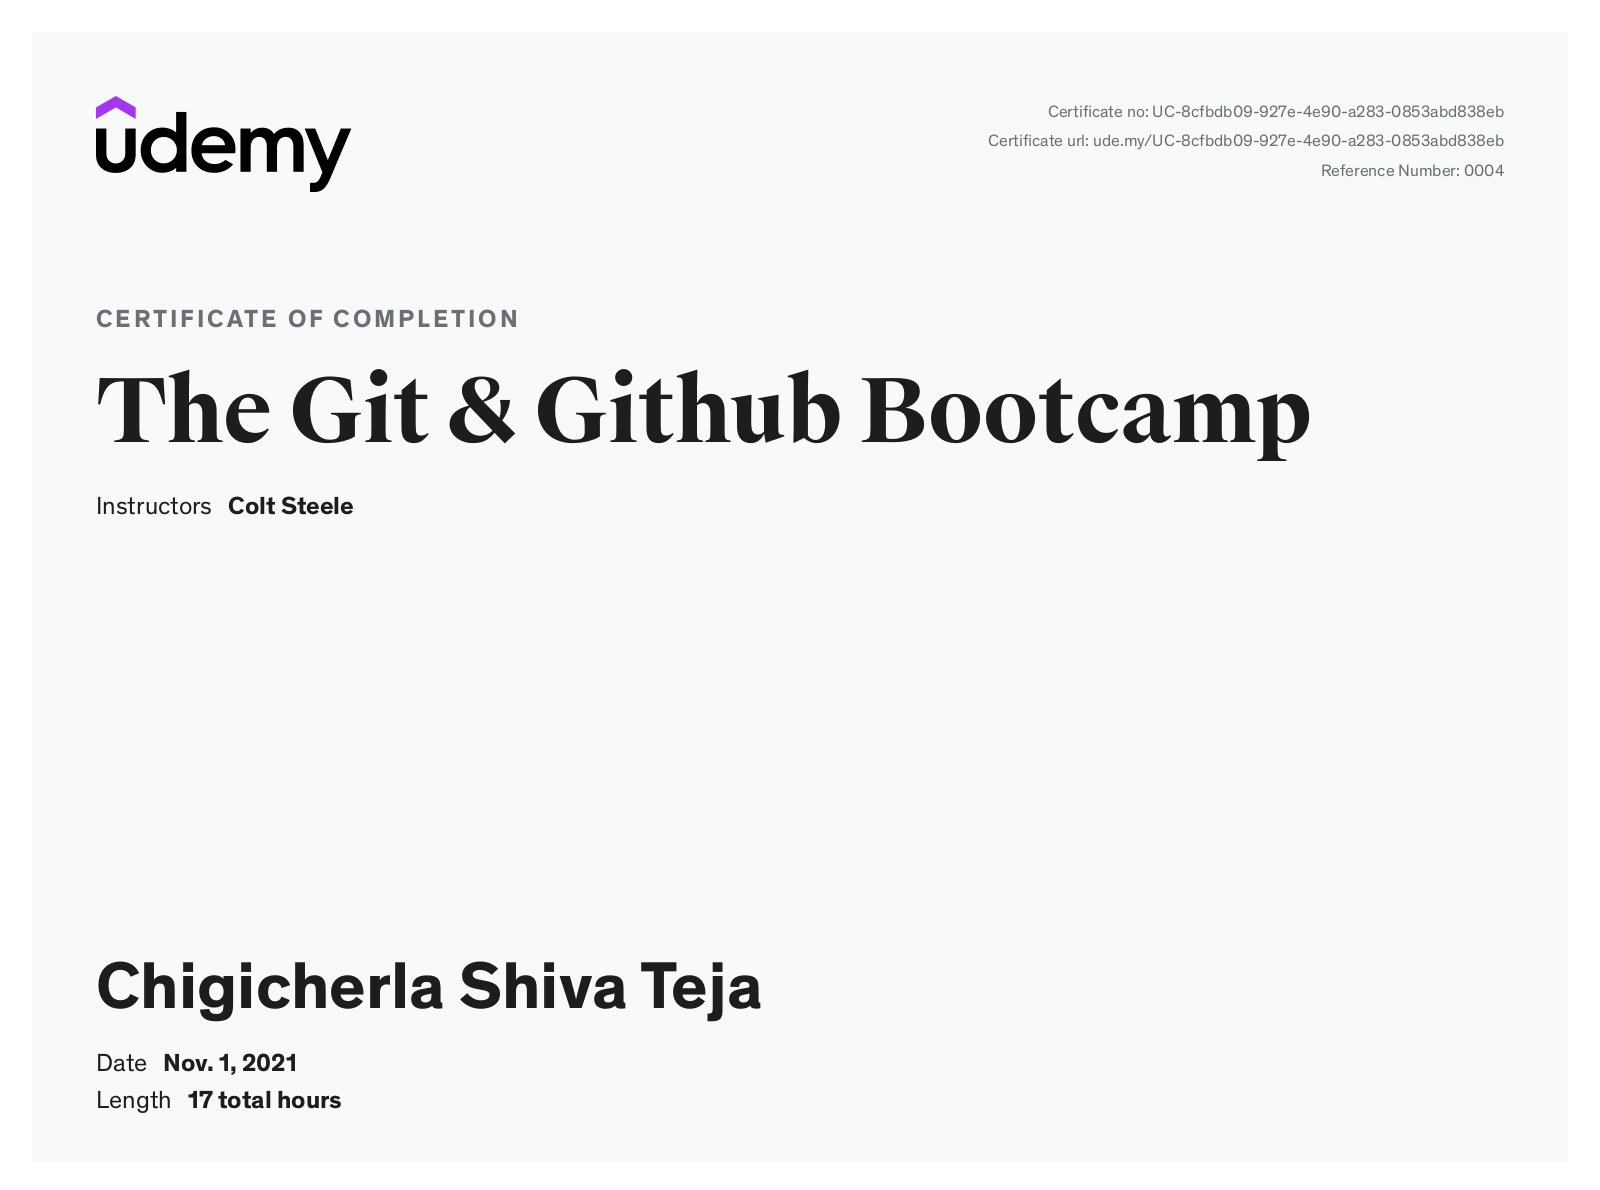 udemy
Certificate no: UC-8cfbdb09-927e-4e90-a283-0853abd838eb
Certificate url: ude.my/UC-8cfbdb09-927e-4e90-a283-0853abd838eb
Reference Number: 0004
CERTIFICATE OF COMPLETION
The Git & Github Bootcamp
Instructors Colt Steele
Chigicherla Shiva Teja
Date Nov. 1, 2021
Length 17 total hours